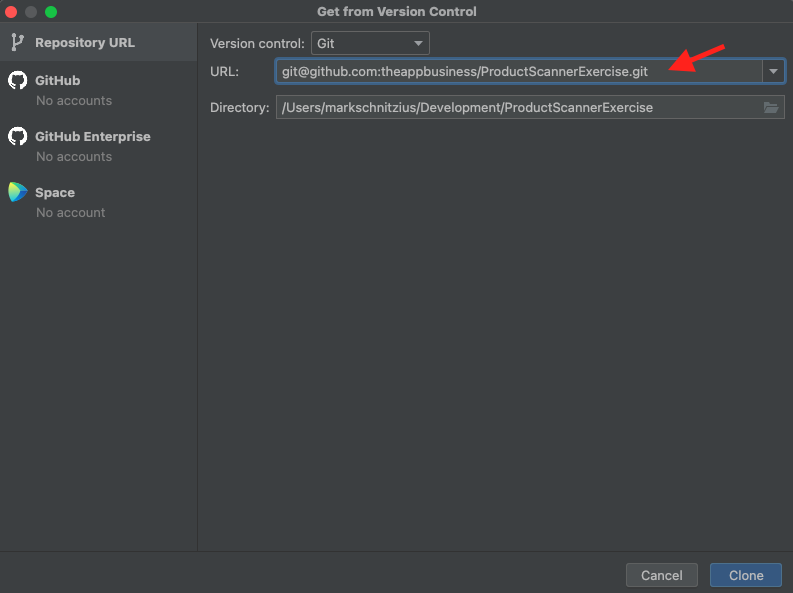 Get from Version Control
Repository URL
GitHub
No accounts
GitHub Enterprise
No accounts
Space
No account
Version control: Git
URL: git@github.com:theappbusiness/ProductScannerExercise.git
Directory: /Users/markschnitzius/Development/ProductScannerExercise
Cancel Clone